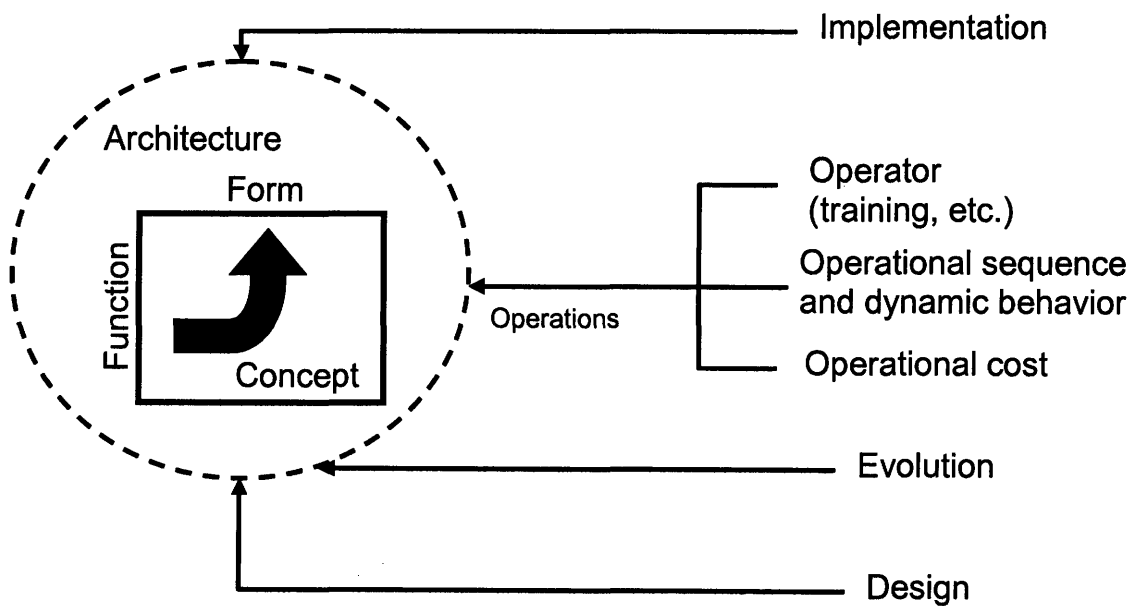 Implementation
Architecture
Form
Function
Concept
Operator
(training, etc.)
Operational sequence
and dynamic behavior
Operations
Operational cost
Evolution
Design